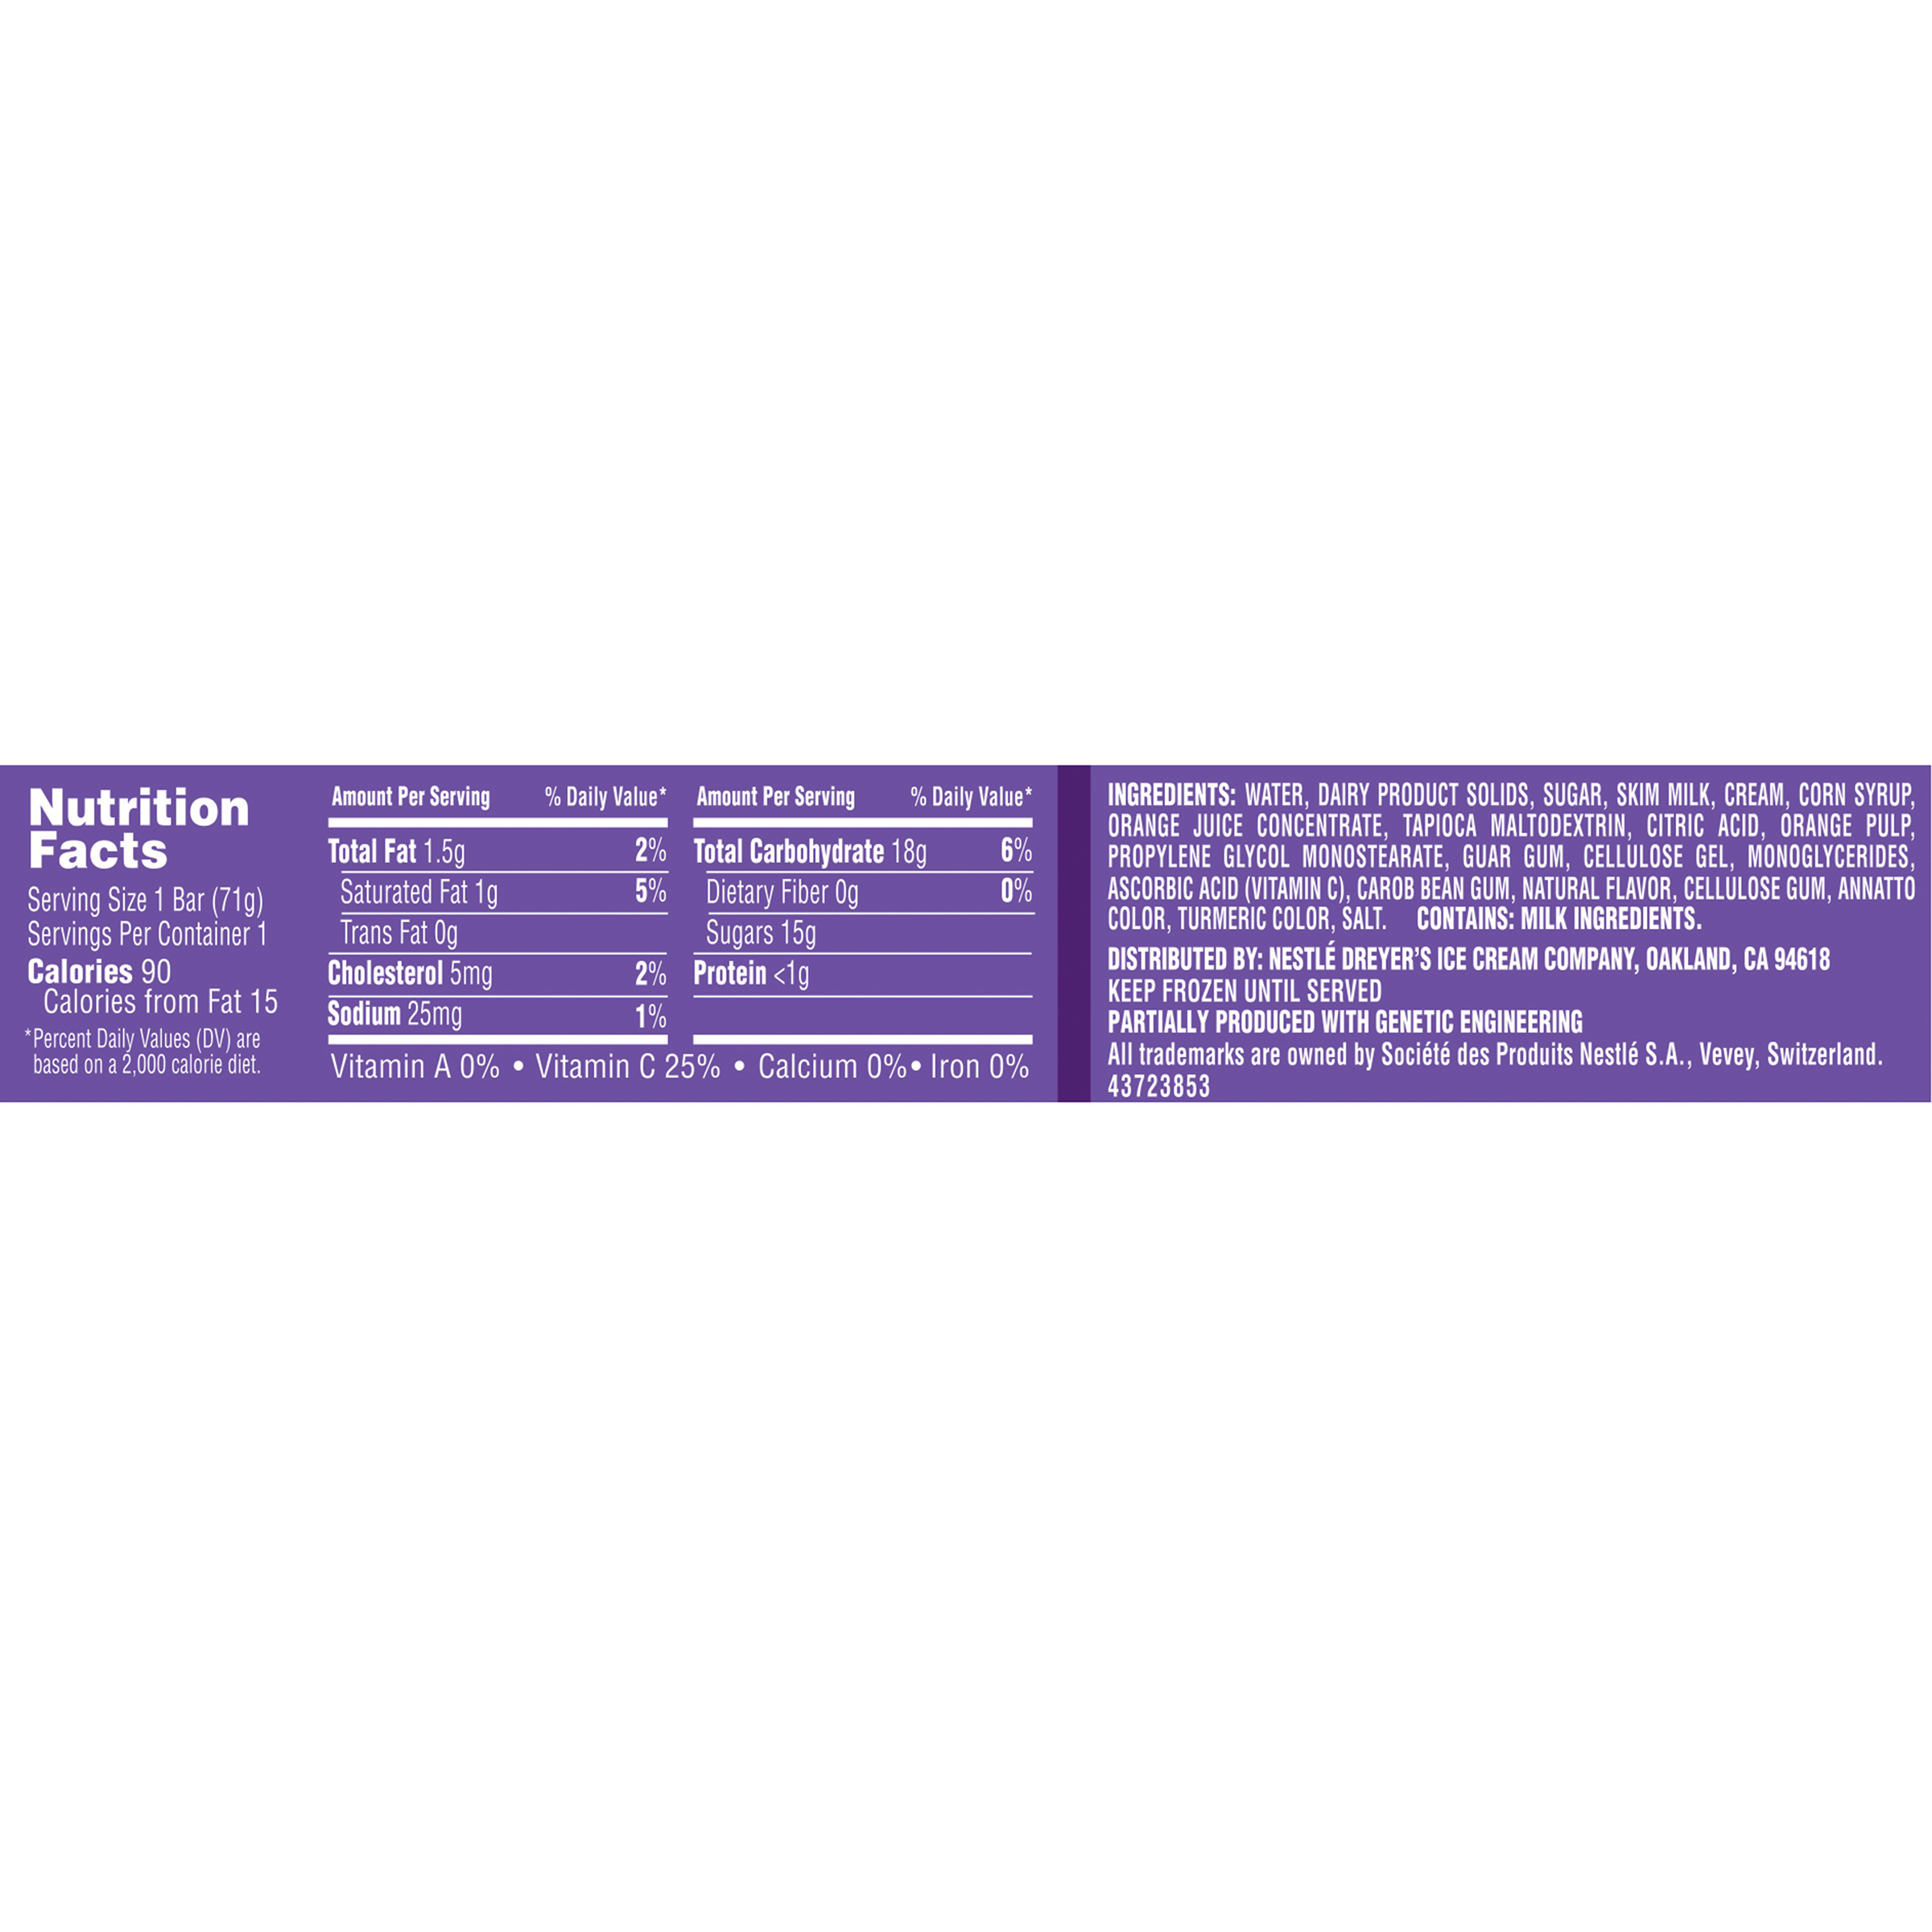 Nutrition
Facts
Serving Size 1 Bar (71g)
Servings Per Container 1
Calories 90
Calories from Fat 15
*Percent Daily Values (DV) are
based on a 2,000 calorie diet.
Amount Per Serving % Daily Value*
Total Fat 1.5g 2%
Saturated Fat 1g 5%
Trans Fat 0g
Cholesterol 5mg 2%
Sodium 25mg 1%
Amount Per Serving % Daily Value*
Total Carbohydrate 18g 6%
Dietary Fiber 0g 0%
Sugars 15g
Protein <1g
Vitamin A 0% • Vitamin C 25% • Calcium 0% • Iron 0%
INGREDIENTS: WATER, DAIRY PRODUCT SOLIDS, SUGAR, SKIM MILK, CREAM, CORN SYRUP,
ORANGE JUICE CONCENTRATE, TAPIOCA MALTODEXTRIN, CITRIC ACID, ORANGE PULP,
PROPYLENE GLYCOL MONOSTEARATE, GUAR GUM, CELLULOSE GEL, MONOGLYCERIDES,
ASCORBIC ACID (VITAMIN C), CAROB BEAN GUM, NATURAL FLAVOR, CELLULOSE GUM, ANNATTO
COLOR, TURMERIC COLOR, SALT. CONTAINS: MILK INGREDIENTS.
DISTRIBUTED BY: NESTLÉ DREYER'S ICE CREAM COMPANY, OAKLAND, CA 94618
KEEP FROZEN UNTIL SERVED
PARTIALLY PRODUCED WITH GENETIC ENGINEERING
All trademarks are owned by Société des Produits Nestlé S.A., Vevey, Switzerland.
43723853